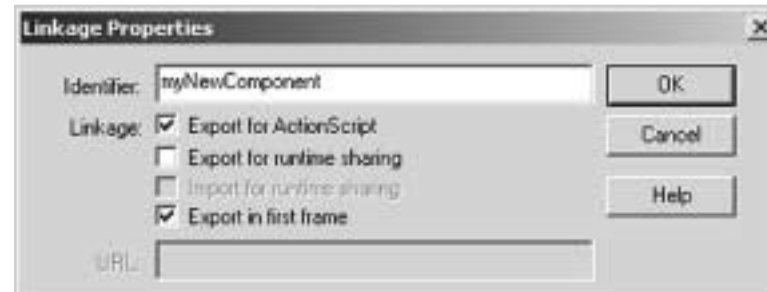 Linkage Properties
Identifier: myNewComponent
OK
Linkage: Export for ActionScript
Cancel
Export for runtime sharing
Import for runtime sharing
Help
Export in first frame
URL: